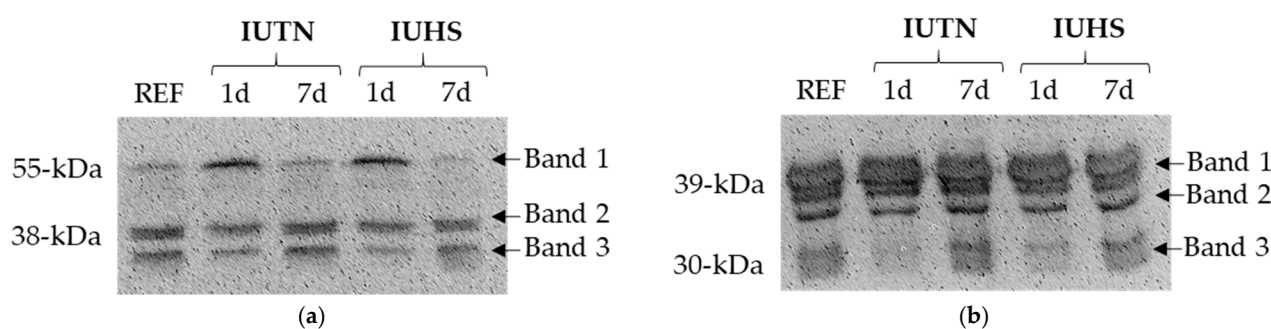 IUTN IUHS
REF 1d 7d 1d 7d
55-kDa
38-kDa
Band 1
Band 2
Band 3
(a)
IUTN IUHS
REF 1d 7d 1d 7d
39-kDa
30-kDa
Band 1
Band 2
Band 3
(b)